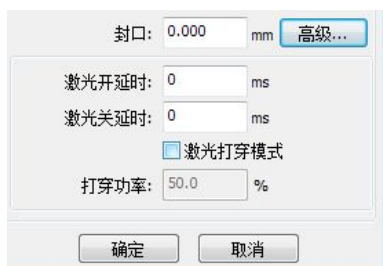 封口: 0.000 mm 高级...
激光开延时: 0 ms
激光关延时: 0 ms
激光打穿模式
打穿功率: 50.0 %
确定 取消